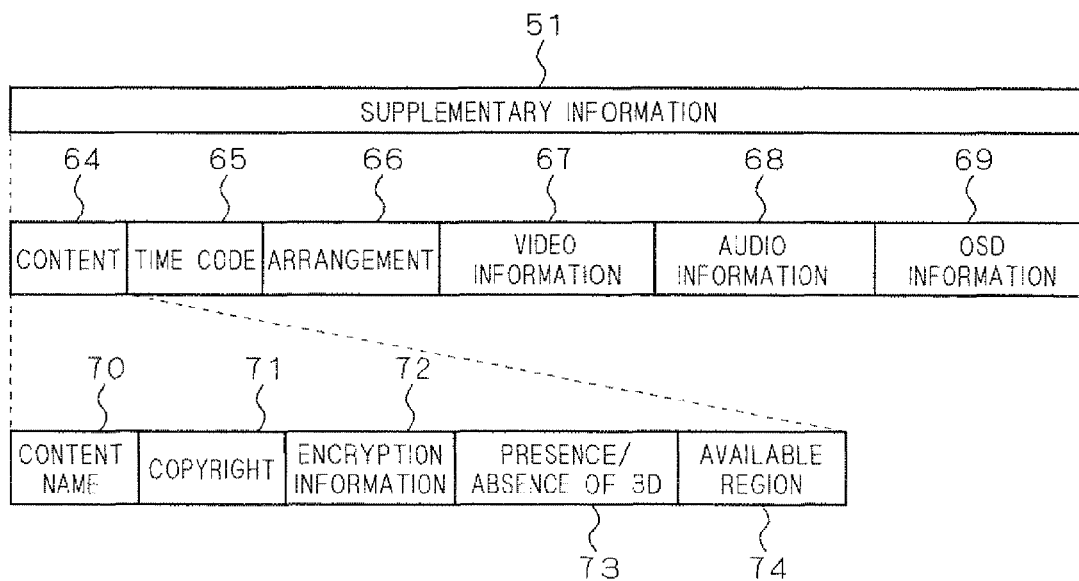 51
SUPPLEMENTARY INFORMATION
64 65 66 67 68 69
CONTENT TIME CODE ARRANGEMENT VIDEO INFORMATION AUDIO INFORMATION OSD INFORMATION
70 71 72
CONTENT NAME COPYRIGHT ENCRYPTION INFORMATION PRESENCE/ ABSENCE OF 3D AVAILABLE REGION
73 74